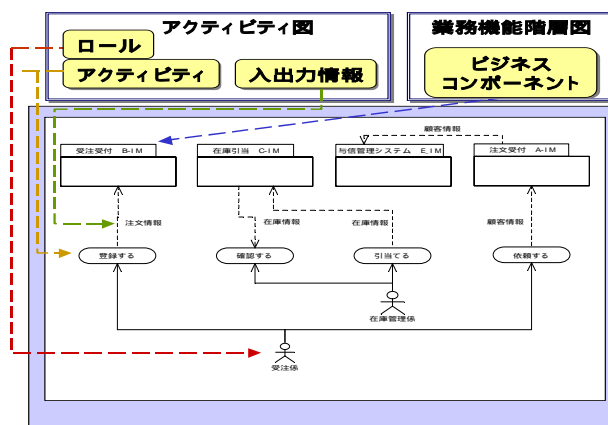 アクティビティ図
業務機能階層図
ロール
アクティビティ
入出力情報
ビジネス
コンポーネント
顧客情報
受注受付 B-IM
在庫引当 C-IM
与信管理システム E_IM
注文受付 A-IM
注文情報
在庫情報
在庫情報
顧客情報
登録する
確認する
引当てる
依頼する
在庫管理係
受注係